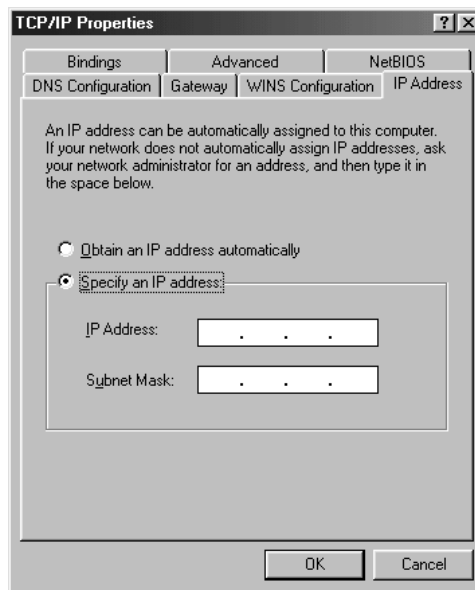 TCP/IP Properties
? X
Bindings Advanced NetBIOS
DNS Configuration Gateway WINS Configuration IP Address
An IP address can be automatically assigned to this computer.
If your network does not automatically assign IP addresses, ask
your network administrator for an address, and then type it in
the space below.
Obtain an IP address automatically
Specify an IP address:
IP Address: . . .
Subnet Mask: . . .
OK Cancel